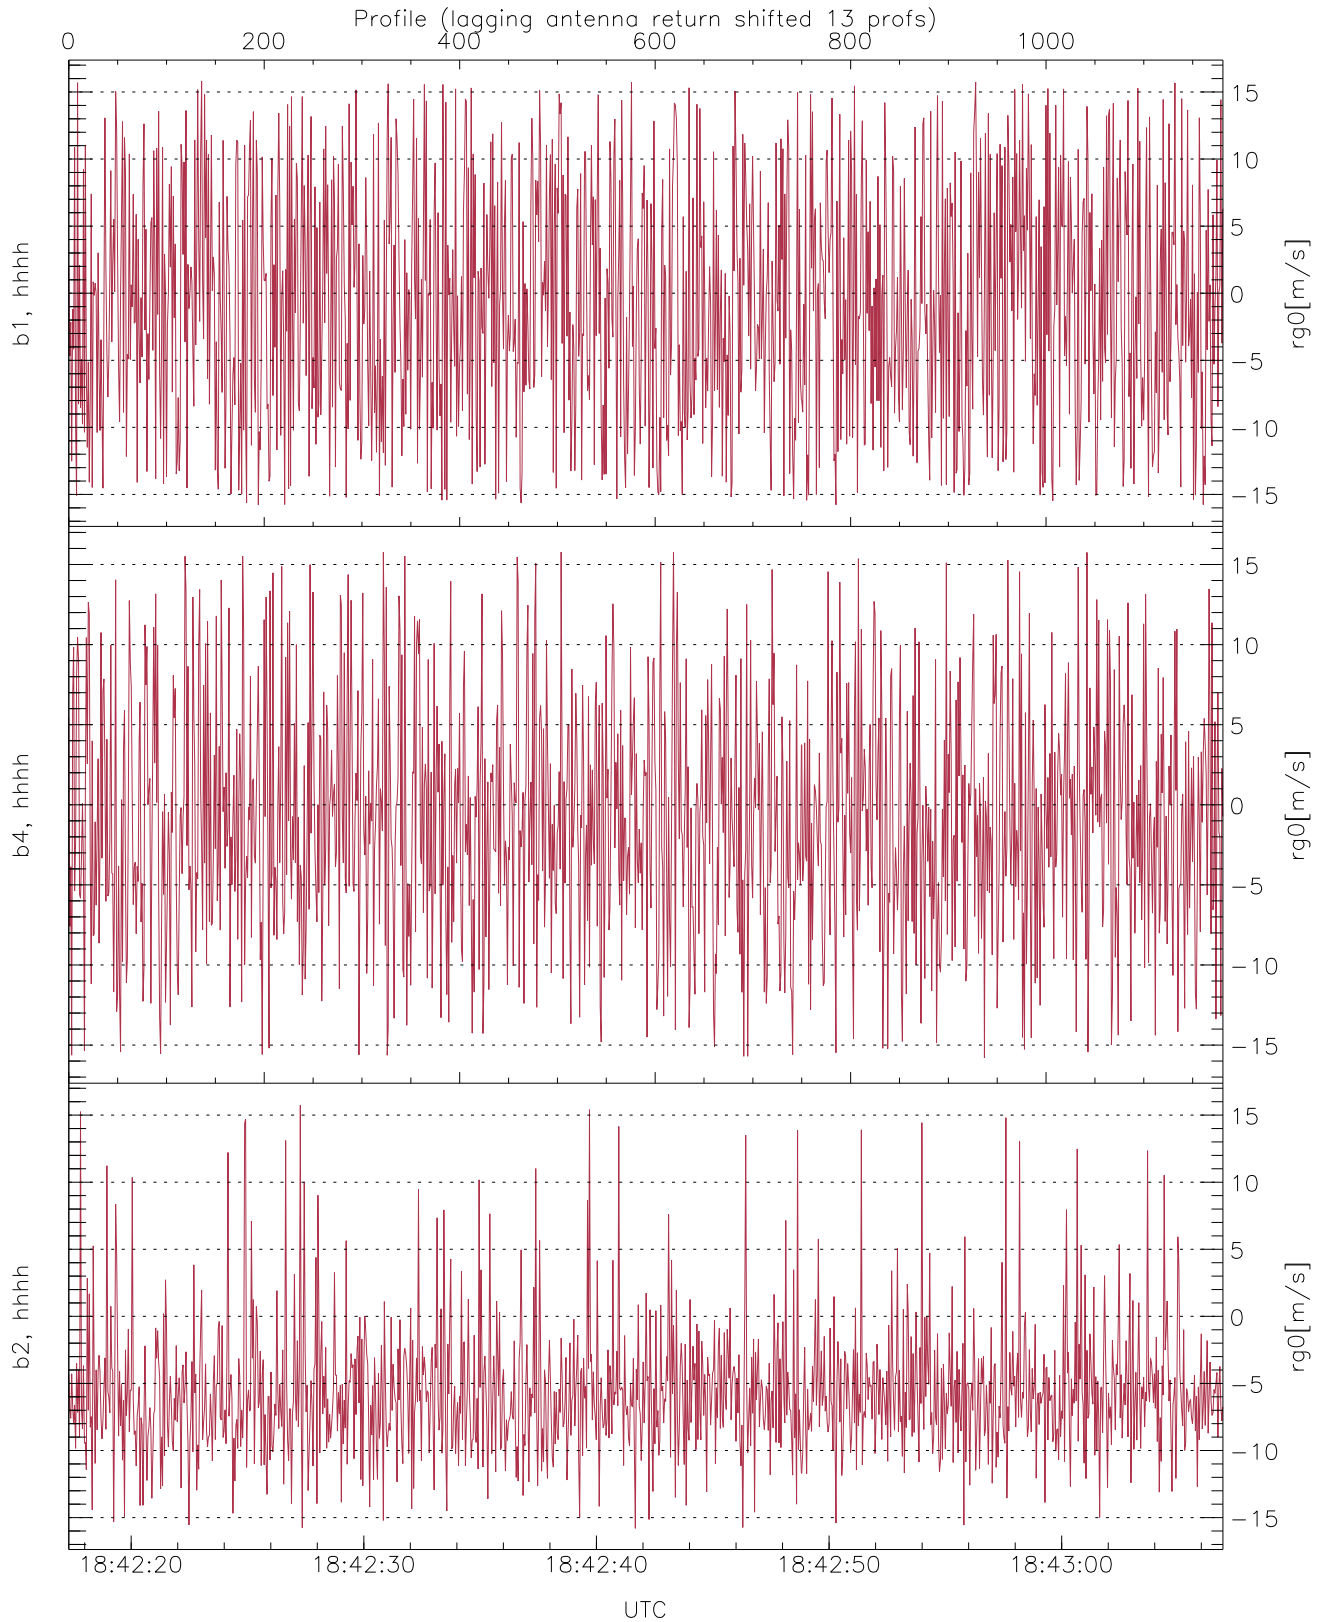 Profile (lagging antenna return shifted 13 profs)
0 200 400 600 800 1000
15
10
5
0
−5
−10
−15
b1, hhhh
rg0[m/s]
15
10
5
0
−5
−10
−15
b4, hhhh
rg0[m/s]
15
10
5
0
−5
−10
−15
b2, hhhh
rg0[m/s]
18:42:20 18:42:30 18:42:40 18:42:50 18:43:00
UTC